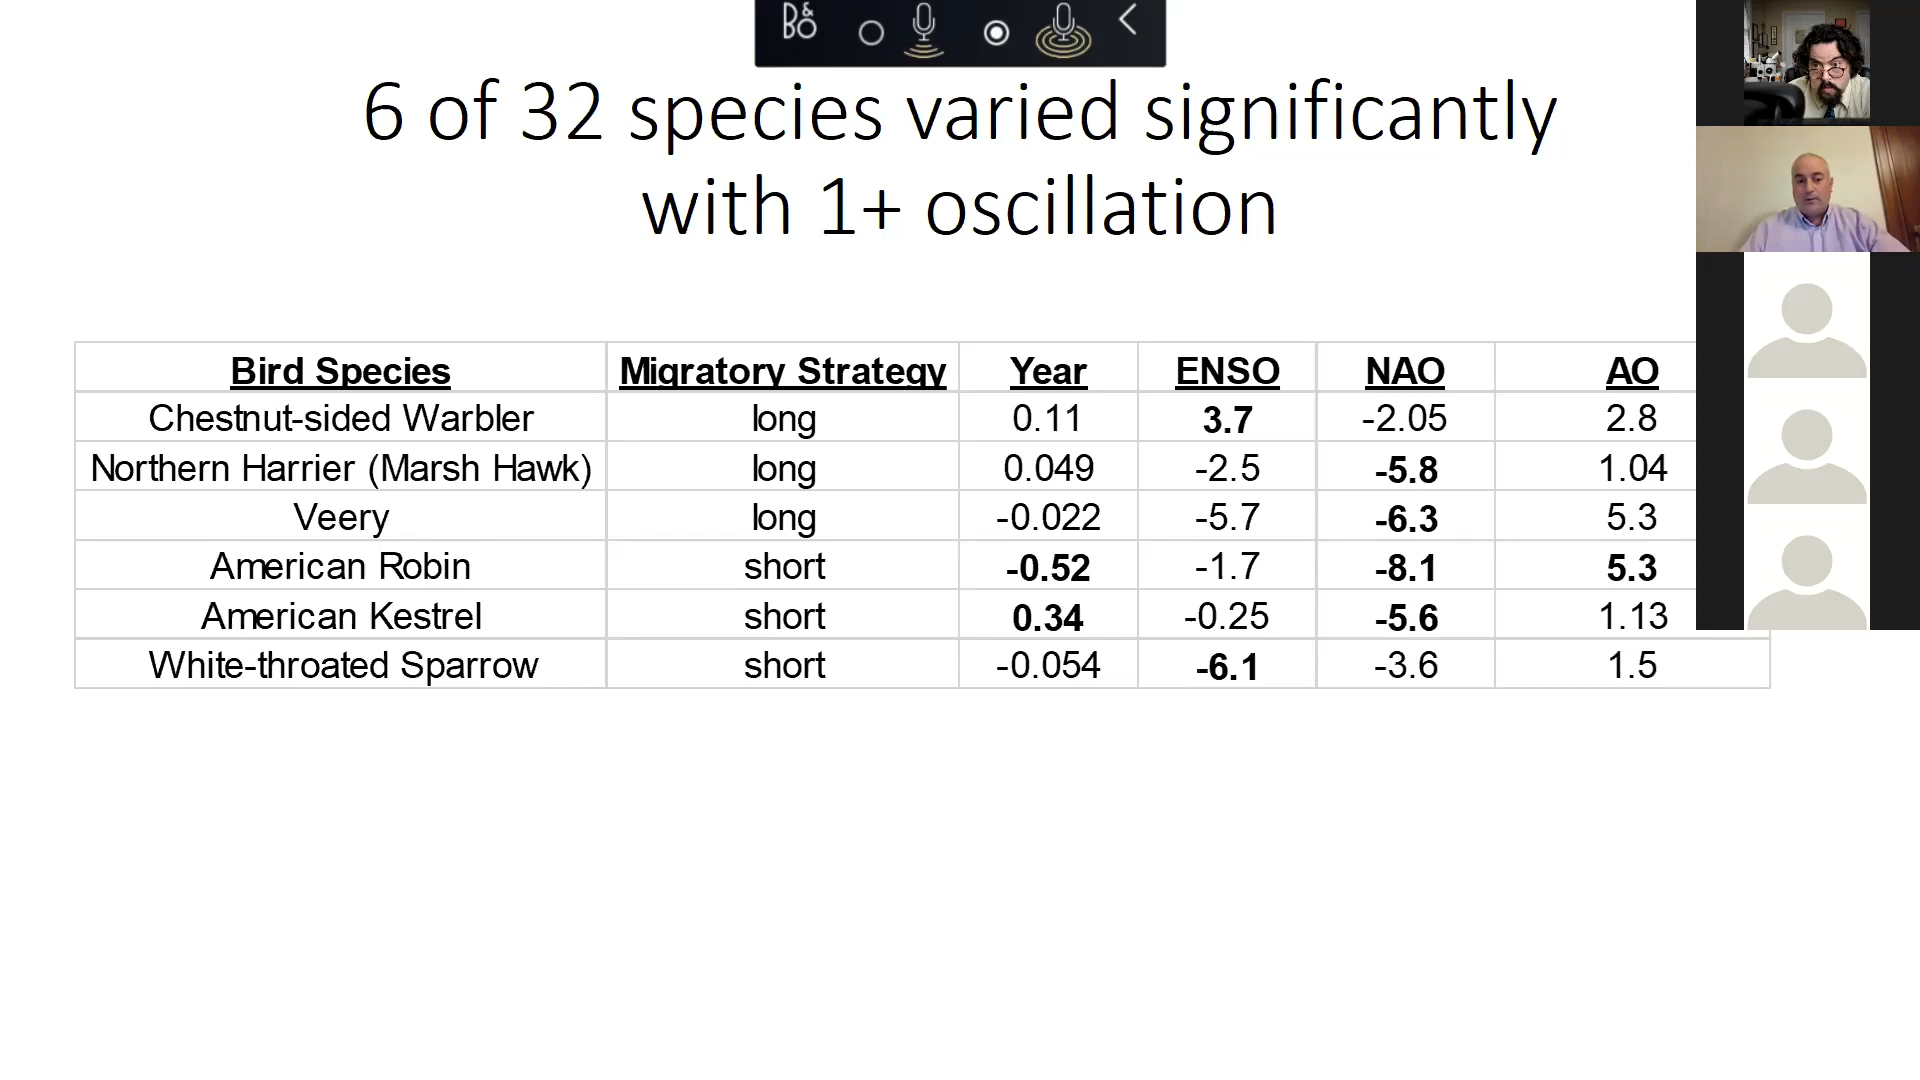 B&O
6 of 32 species varied significantly
with 1+ oscillation
Bird Species Migratory Strategy Year ENSO NAO AO
Chestnut-sided Warbler long 0.11 3.7 -2.05 2.8
Northern Harrier (Marsh Hawk) long 0.049 -2.5 -5.8 1.04
Veery long -0.022 -5.7 -6.3 5.3
American Robin short -0.52 -1.7 -8.1 5.3
American Kestrel short 0.34 -0.25 -5.6 1.13
White-throated Sparrow short -0.054 -6.1 -3.6 1.5